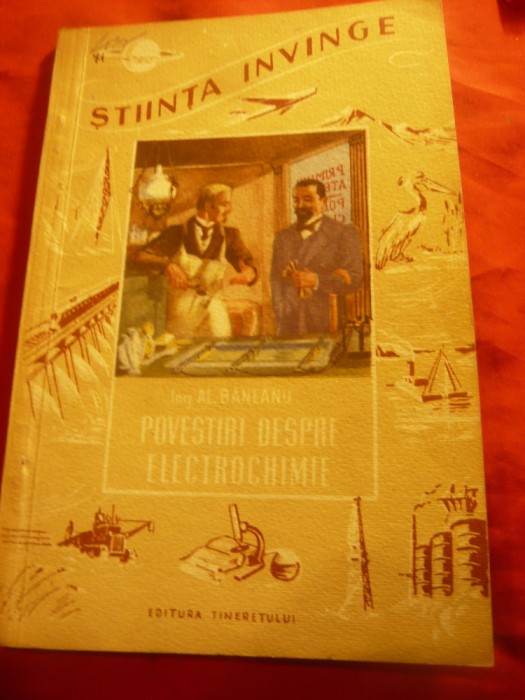 ȘTIINȚA INVINGE
Ing AL. BĂNEANU
POVESTIRI DESPRE
ELECTROCHIMIE
EDITURA TINERETULUI